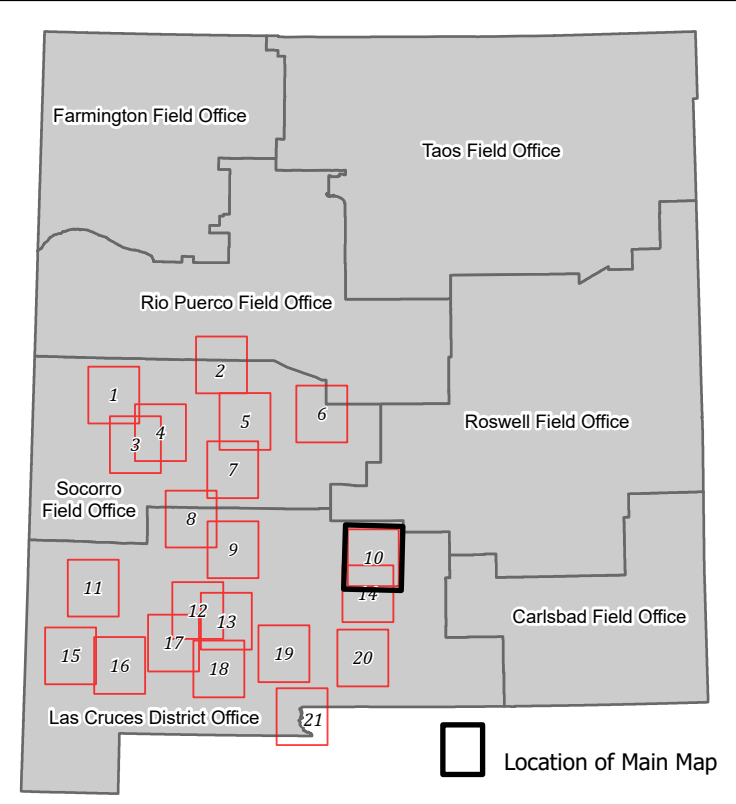 Farmington Field Office
Taos Field Office
Rio Puerco Field Office
2
1
6
5
4
3
Roswell Field Office
7
Socorro
Field Office
8
9
10
11
14
12
13
Carlsbad Field Office
17
15
19
20
16
18
Las Cruces District Office
21
Location of Main Map